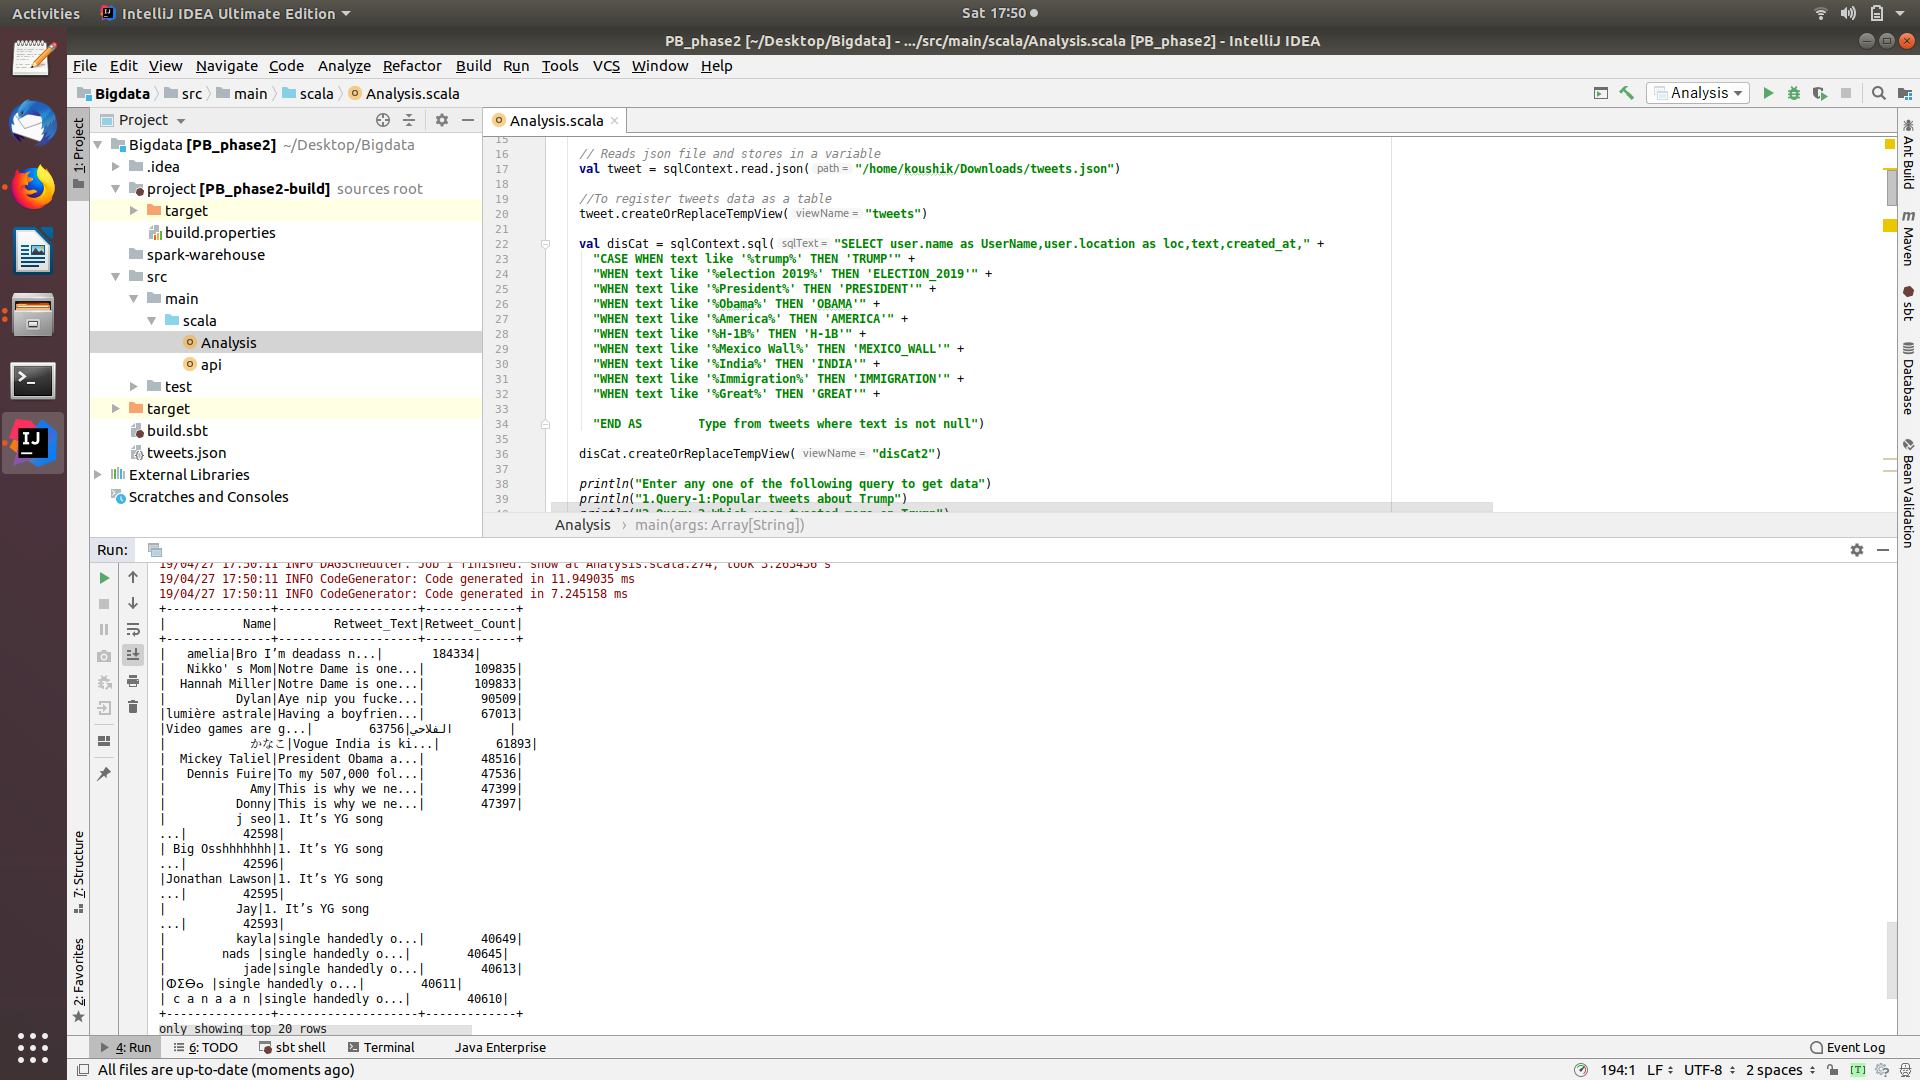 Activities IntelliJ IDEA Ultimate Edition Sat 17:50
PB_phase2 [~/Desktop/Bigdata] - .../src/main/scala/Analysis.scala [PB_phase2] - IntelliJ IDEA
File Edit View Navigate Code Analyze Refactor Build Run Tools VCS Window Help
Bigdata src main scala Analysis.scala Analysis
Project
Analysis.scala
1: Project
Bigdata [PB_phase2] ~/Desktop/Bigdata
.idea
project [PB_phase2-build] sources root
target
build.properties
spark-warehouse
src
main
scala
Analysis
api
test
target
build.sbt
tweets.json
External Libraries
Scratches and Consoles
15
16 // Reads json file and stores in a variable
17 val tweet = sqlContext.read.json( path = "/home/koushik/Downloads/tweets.json")
18
19 //To register tweets data as a table
20 tweet.createOrReplaceTempView( viewName = "tweets")
21
22 val disCat = sqlContext.sql( sqlText = "SELECT user.name as UserName,user.location as loc,text,created_at," +
23 "CASE WHEN text like '%trump%' THEN 'TRUMP'" +
24 "WHEN text like '%election 2019%' THEN 'ELECTION_2019'" +
25 "WHEN text like '%President%' THEN 'PRESIDENT'" +
26 "WHEN text like '%Obama%' THEN 'OBAMA'" +
27 "WHEN text like '%America%' THEN 'AMERICA'" +
28 "WHEN text like '%H-1B%' THEN 'H-1B'" +
29 "WHEN text like '%Mexico Wall%' THEN 'MEXICO_WALL'" +
30 "WHEN text like '%India%' THEN 'INDIA'" +
31 "WHEN text like '%Immigration%' THEN 'IMMIGRATION'" +
32 "WHEN text like '%Great%' THEN 'GREAT'" +
33
34 "END AS Type from tweets where text is not null")
35
36 disCat.createOrReplaceTempView( viewName = "disCat2")
37
38 println("Enter any one of the following query to get data")
39 println("1.Query-1:Popular tweets about Trump")
Analysis main(args: Array[String])
Ant Build
Maven
sbt
Database
Bean Validation
Run:
19/04/27 17:50:11 INFO DAGScheduler: Job 1 finished: show at Analysis.scala:274, took 3.263436 s
19/04/27 17:50:11 INFO CodeGenerator: Code generated in 11.949035 ms
19/04/27 17:50:11 INFO CodeGenerator: Code generated in 7.245158 ms
+---------------+--------------------+-------------+
| Name| Retweet_Text|Retweet_Count|
+---------------+--------------------+-------------+
| amelia|Bro I’m deadass n...| 184334|
| Nikko' s Mom|Notre Dame is one...| 109835|
| Hannah Miller|Notre Dame is one...| 109833|
| Dylan|Aye nip you fucke...| 90509|
|lumière astrale|Having a boyfrien...| 67013|
|Video games are g...| 63756|الفلاحي |
| かなこ|Vogue India is ki...| 61893|
| Mickey Taliel|President Obama a...| 48516|
| Dennis Fuire|To my 507,000 fol...| 47536|
| Amy|This is why we ne...| 47399|
| Donny|This is why we ne...| 47397|
| j seo|1. It’s YG song
...| 42598|
| Big Osshhhhhhh|1. It’s YG song
...| 42596|
|Jonathan Lawson|1. It’s YG song
...| 42595|
| Jay|1. It’s YG song
...| 42593|
| kayla|single handedly o...| 40649|
| nads |single handedly o...| 40645|
| jade|single handedly o...| 40613|
|ⵀⵉⴱⴰ |single handedly o...| 40611|
| c a n a a n |single handedly o...| 40610|
+---------------+--------------------+-------------+
only showing top 20 rows
7: Structure
2: Favorites
4: Run 6: TODO sbt shell Terminal Java Enterprise Event Log
All files are up-to-date (moments ago) 194:1 LF UTF-8 2 spaces